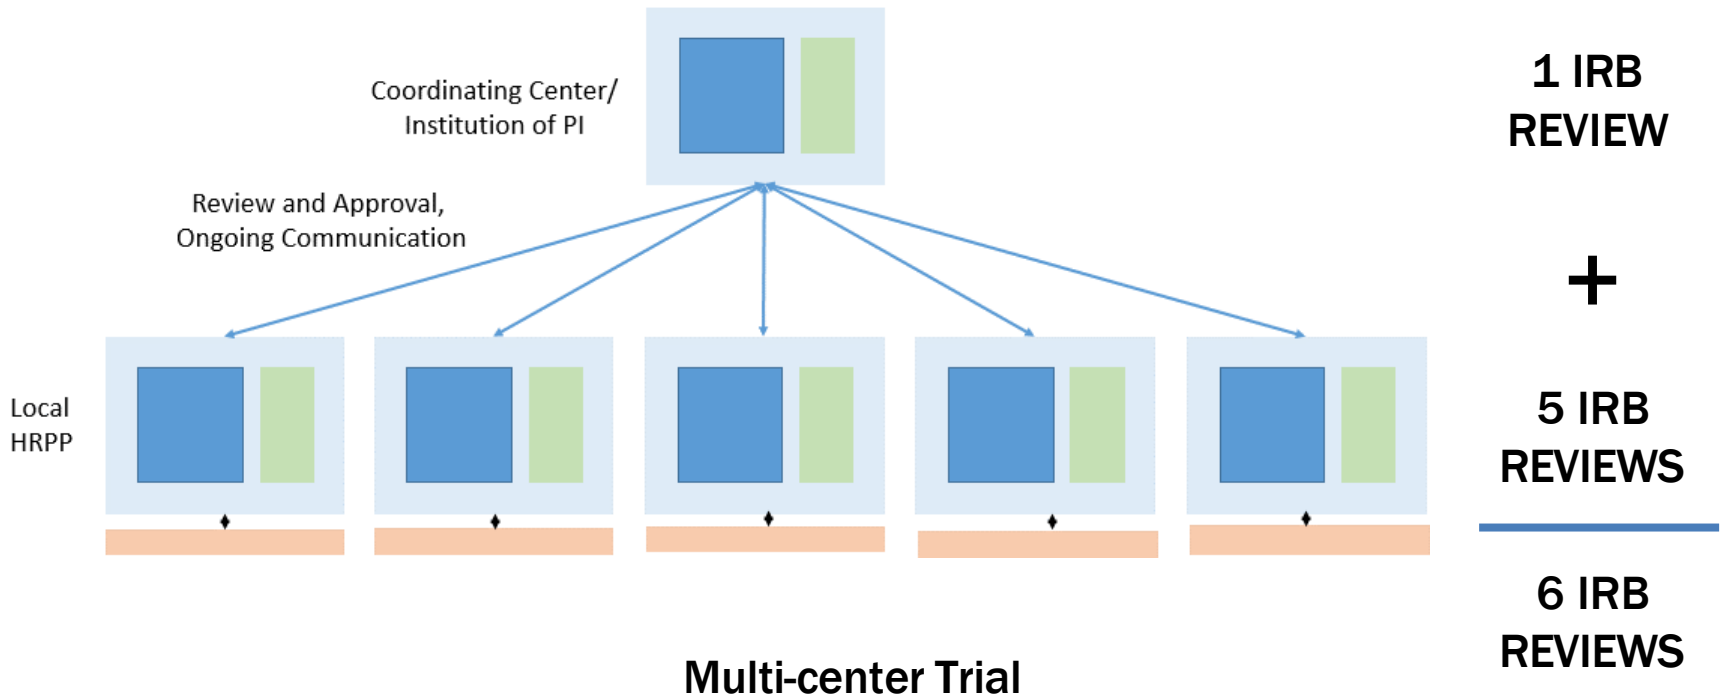 Coordinating Center/
Institution of PI
1 IRB
REVIEW
Review and Approval,
Ongoing Communication
+
Local
HRPP
5 IRB
REVIEWS
6 IRB
REVIEWS
Multi-center Trial